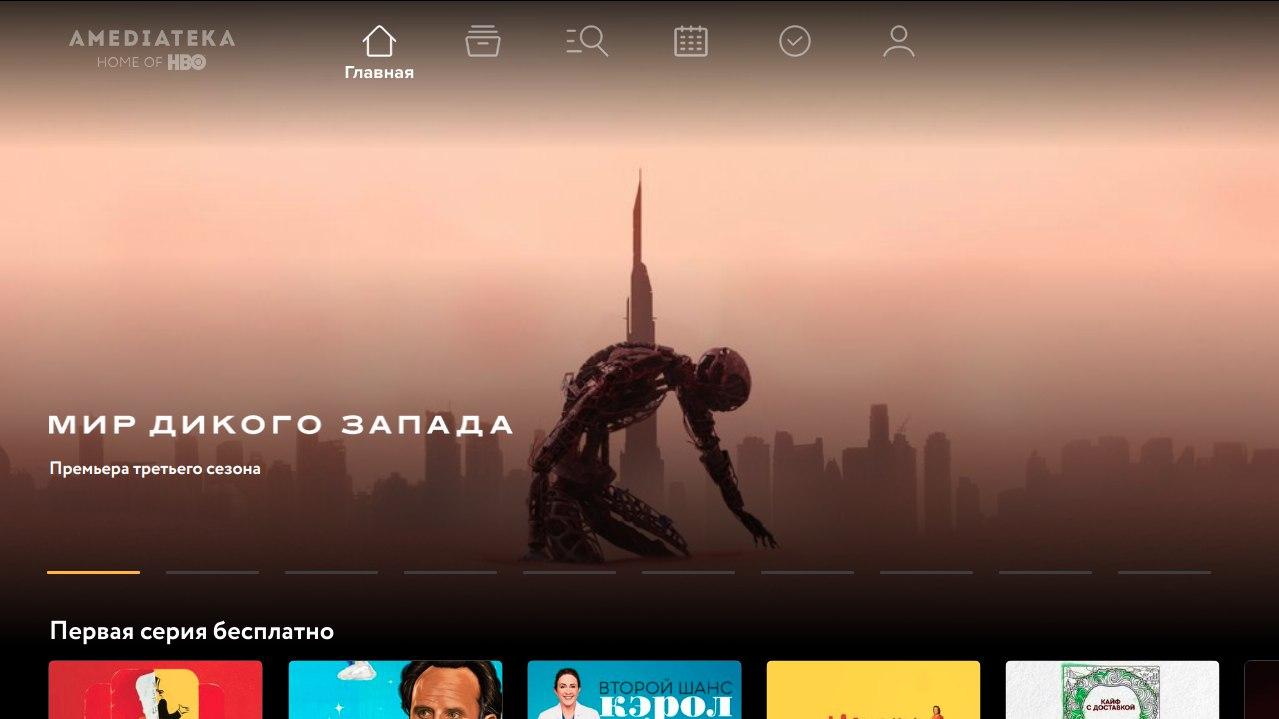 AMEDIATEKA
HOME OF HBO
Главная
МИР ДИКОГО ЗАПАДА
Премьера третьего сезона
Первая серия бесплатно
ВТОРОЙ ШАНС
кэрол
КАЙФ
С ДОСТАВКОЙ